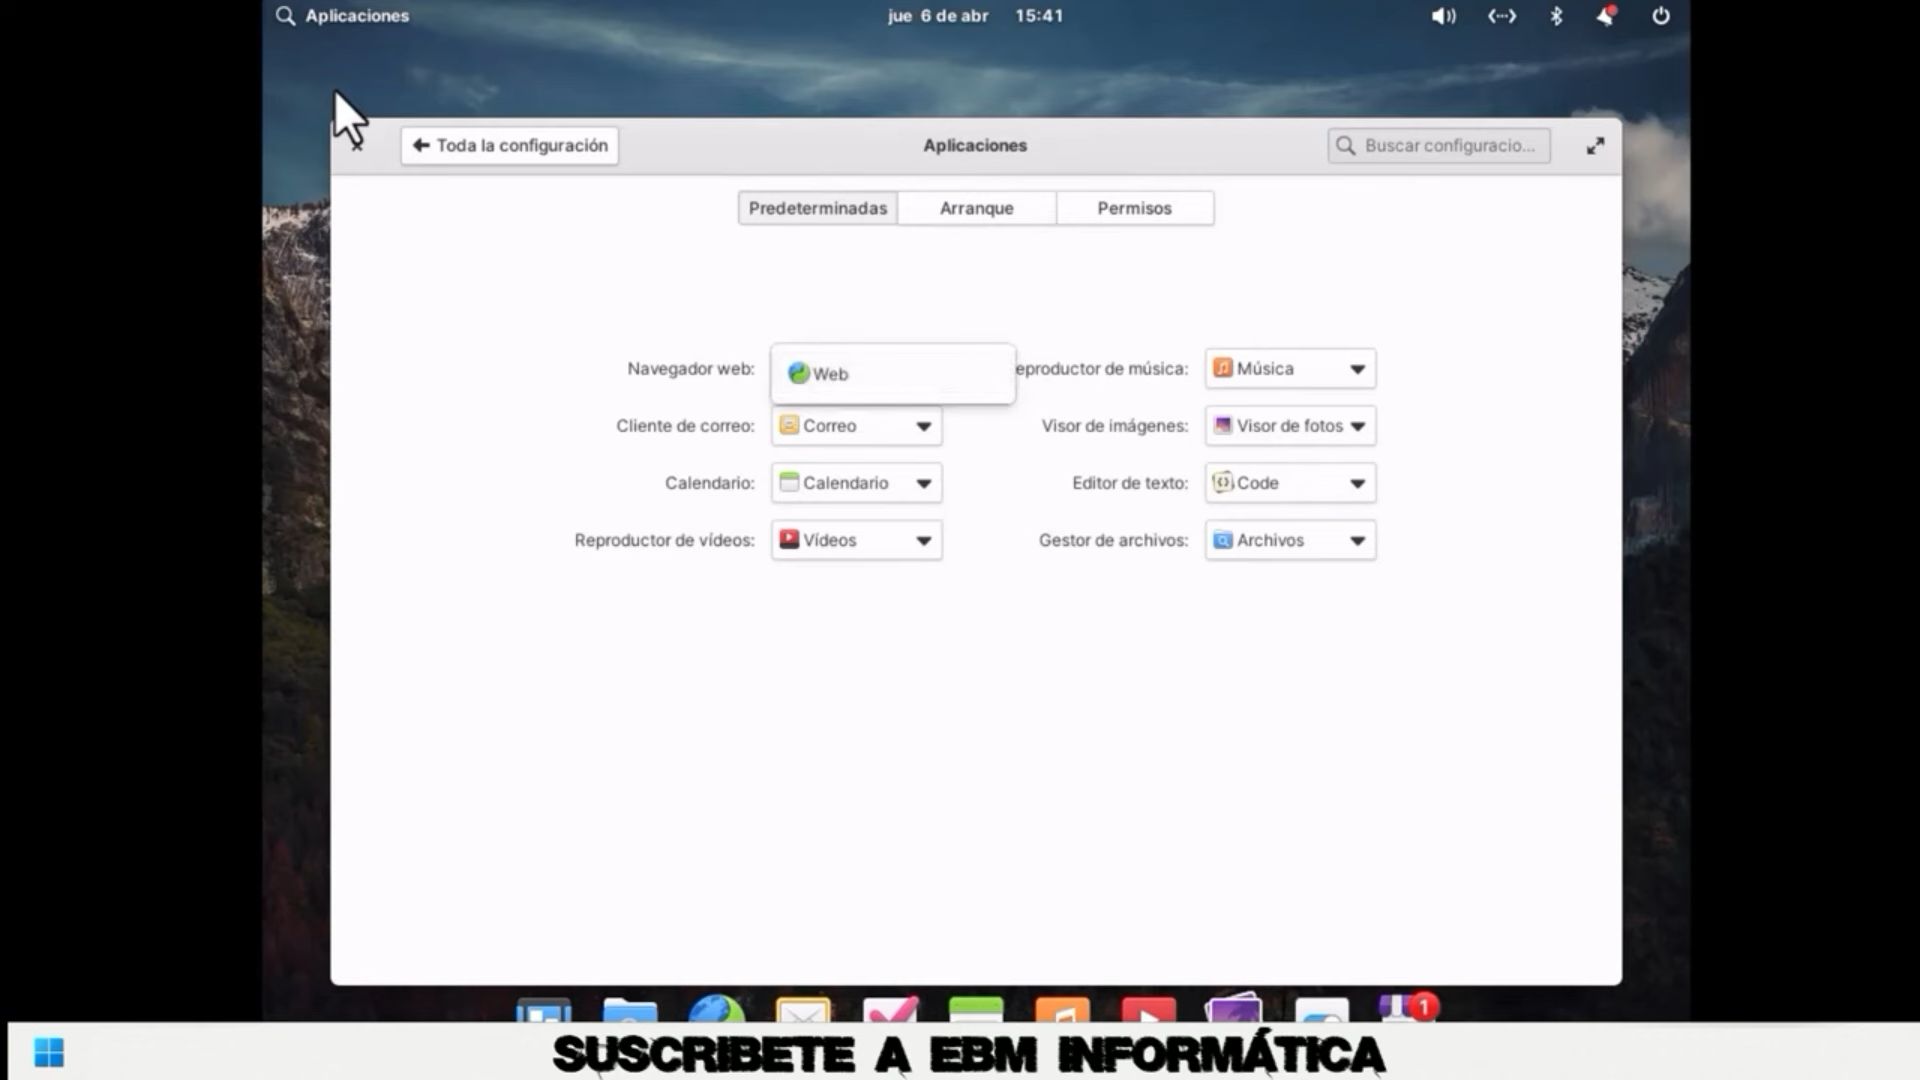 Aplicaciones
jue 6 de abr 15:41
Toda la configuración
Aplicaciones
Buscar configuracio...
Predeterminadas
Arranque
Permisos
Navegador web:
Web
eproductor de música:
Música
Cliente de correo:
Correo
Visor de imágenes:
Visor de fotos
Calendario:
Calendario
Editor de texto:
Code
Reproductor de vídeos:
Vídeos
Gestor de archivos:
Archivos
1
SUSCRIBETE A EBM INFORMÁTICA